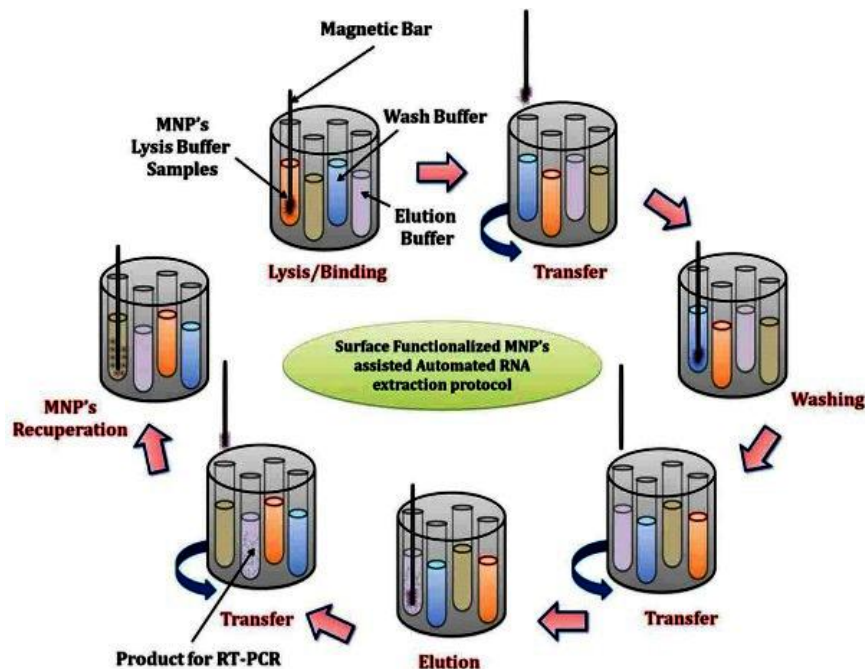 Magnetic Bar
MNP's
Lysis Buffer
Samples
Wash Buffer
Elution
Buffer
Lysis/Binding
Transfer
Washing
Transfer
Elution
Transfer
Product for RT-PCR
MNP's
Recuperation
Surface Functionalized MNP's
assisted Automated RNA
extraction protocol